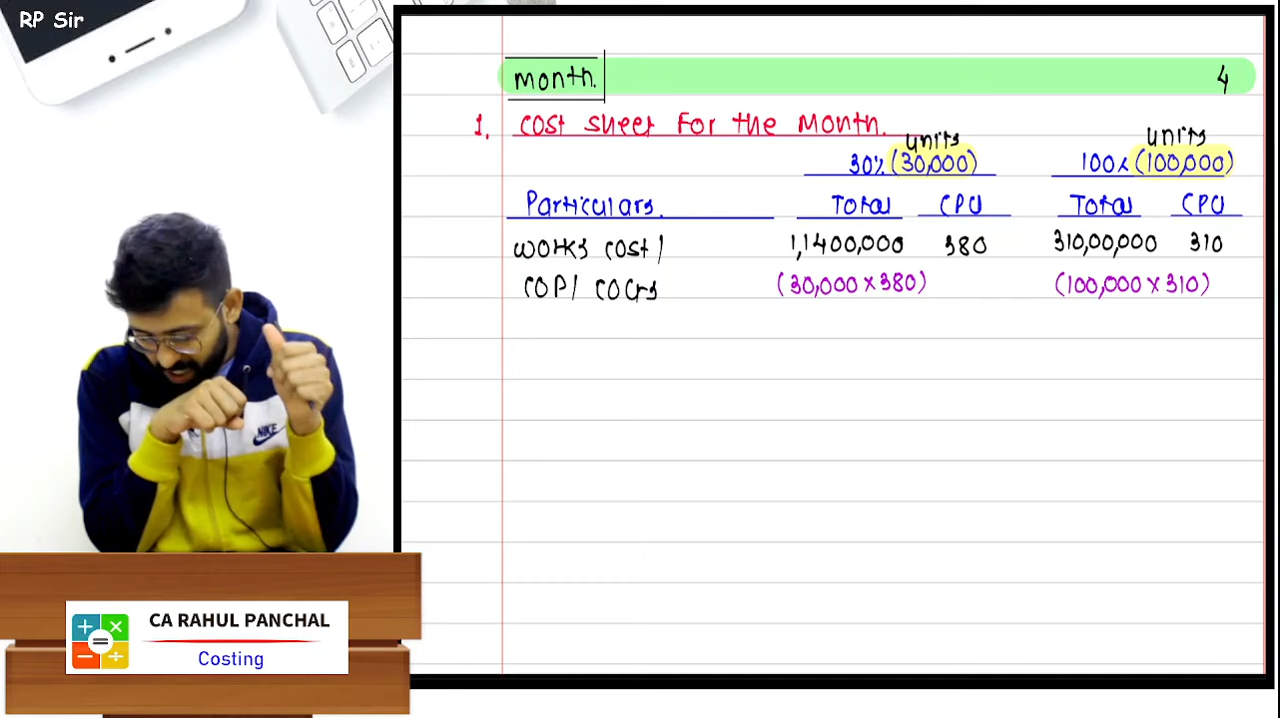 RP Sir
month. 4
1. Cost sheet For the Month.
units units
30% (30,000) 100% (100,000)
Particulars. Total CPU Total CPU
Works cost / 1,1400,000 380 310,00,000 310
COP/ COGS (30,000 × 380) (100,000 × 310)
NIKE
CA RAHUL PANCHAL
Costing